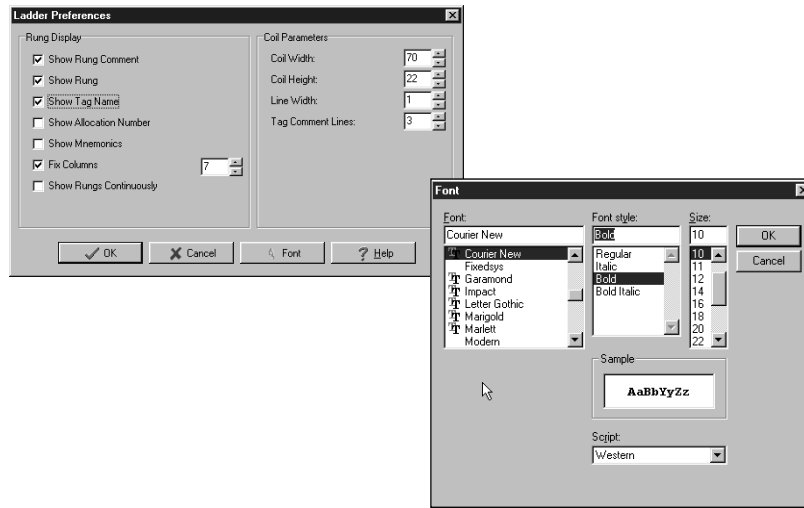 Ladder Preferences
Rung Display
Show Rung Comment
Show Rung
Show Tag Name
Show Allocation Number
Show Mnemonics
Fix Columns 7
Show Rungs Continuously
Coil Parameters
Coil Width: 70
Coil Height: 22
Line Width: 1
Tag Comment Lines: 3
OK Cancel Font Help
Font
Font: Font style: Size:
Courier New Bold 10 OK
Courier New Regular 10 Cancel
Fixedsys Italic 11
Garamond Bold 12
Impact Bold Italic 14
Letter Gothic 16
Marigold 18
Marlett 20
Modern 22
Sample
AaBbYyZz
Script:
Western